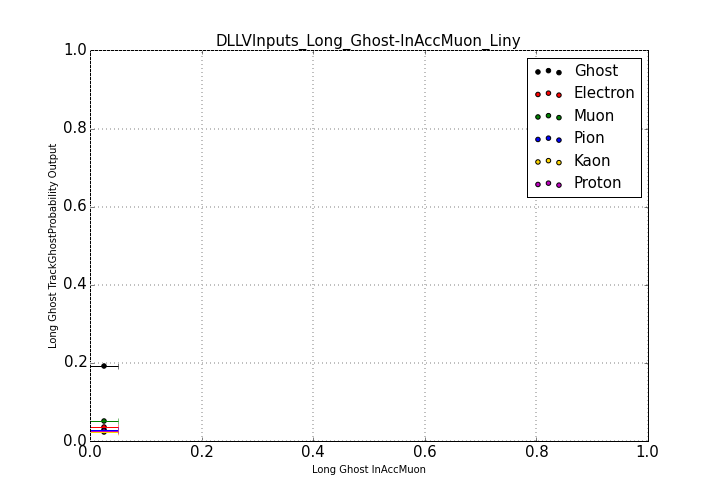 DLLVInputs_Long_Ghost-InAccMuon_Liny
1.0
0.8
0.6
0.4
0.2
0.0
Long Ghost TrackGhostProbability Output
Ghost
Electron
Muon
Pion
Kaon
Proton
0.0 0.2 0.4 0.6 0.8 1.0
Long Ghost InAccMuon